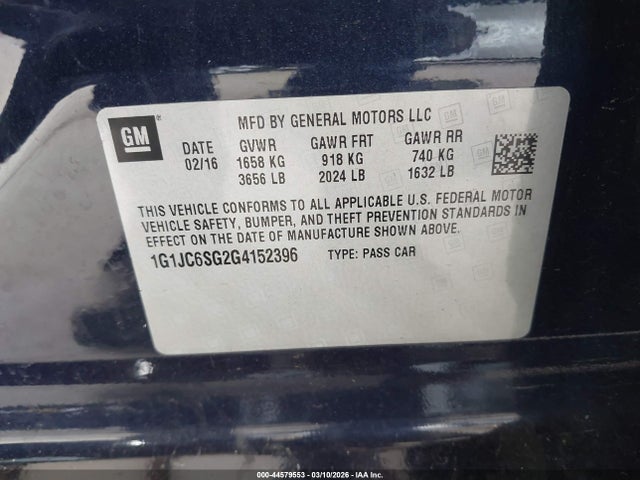 GM
®
MFD BY GENERAL MOTORS LLC
DATE GVWR GAWR FRT GAWR RR
02/16 1658 KG 918 KG 740 KG
3656 LB 2024 LB 1632 LB
THIS VEHICLE CONFORMS TO ALL APPLICABLE U.S. FEDERAL MOTOR
VEHICLE SAFETY, BUMPER, AND THEFT PREVENTION STANDARDS IN
EFFECT ON THE DATE OF MANUFACTURE SHOWN ABOVE.
1G1JC6SG2G4152396 TYPE: PASS CAR
000-44579553 | 03/10/2026 | IAA Inc.